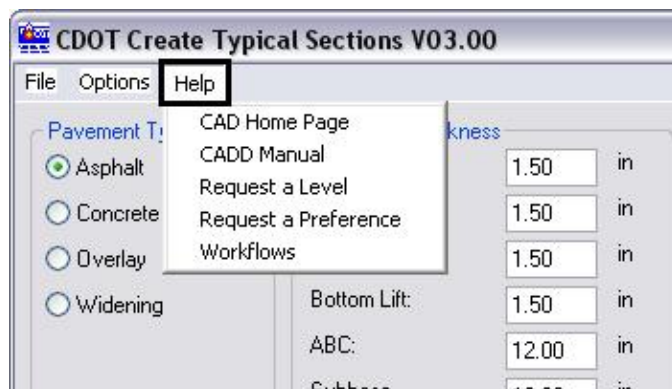 CDOT Create Typical Sections V03.00
File Options Help
CAD Home Page
CADD Manual
Request a Level
Request a Preference
Workflows
Pavement
Asphalt
Concrete
Overlay
Widening
kness
1.50 in
1.50 in
1.50 in
Bottom Lift: 1.50 in
ABC: 12.00 in